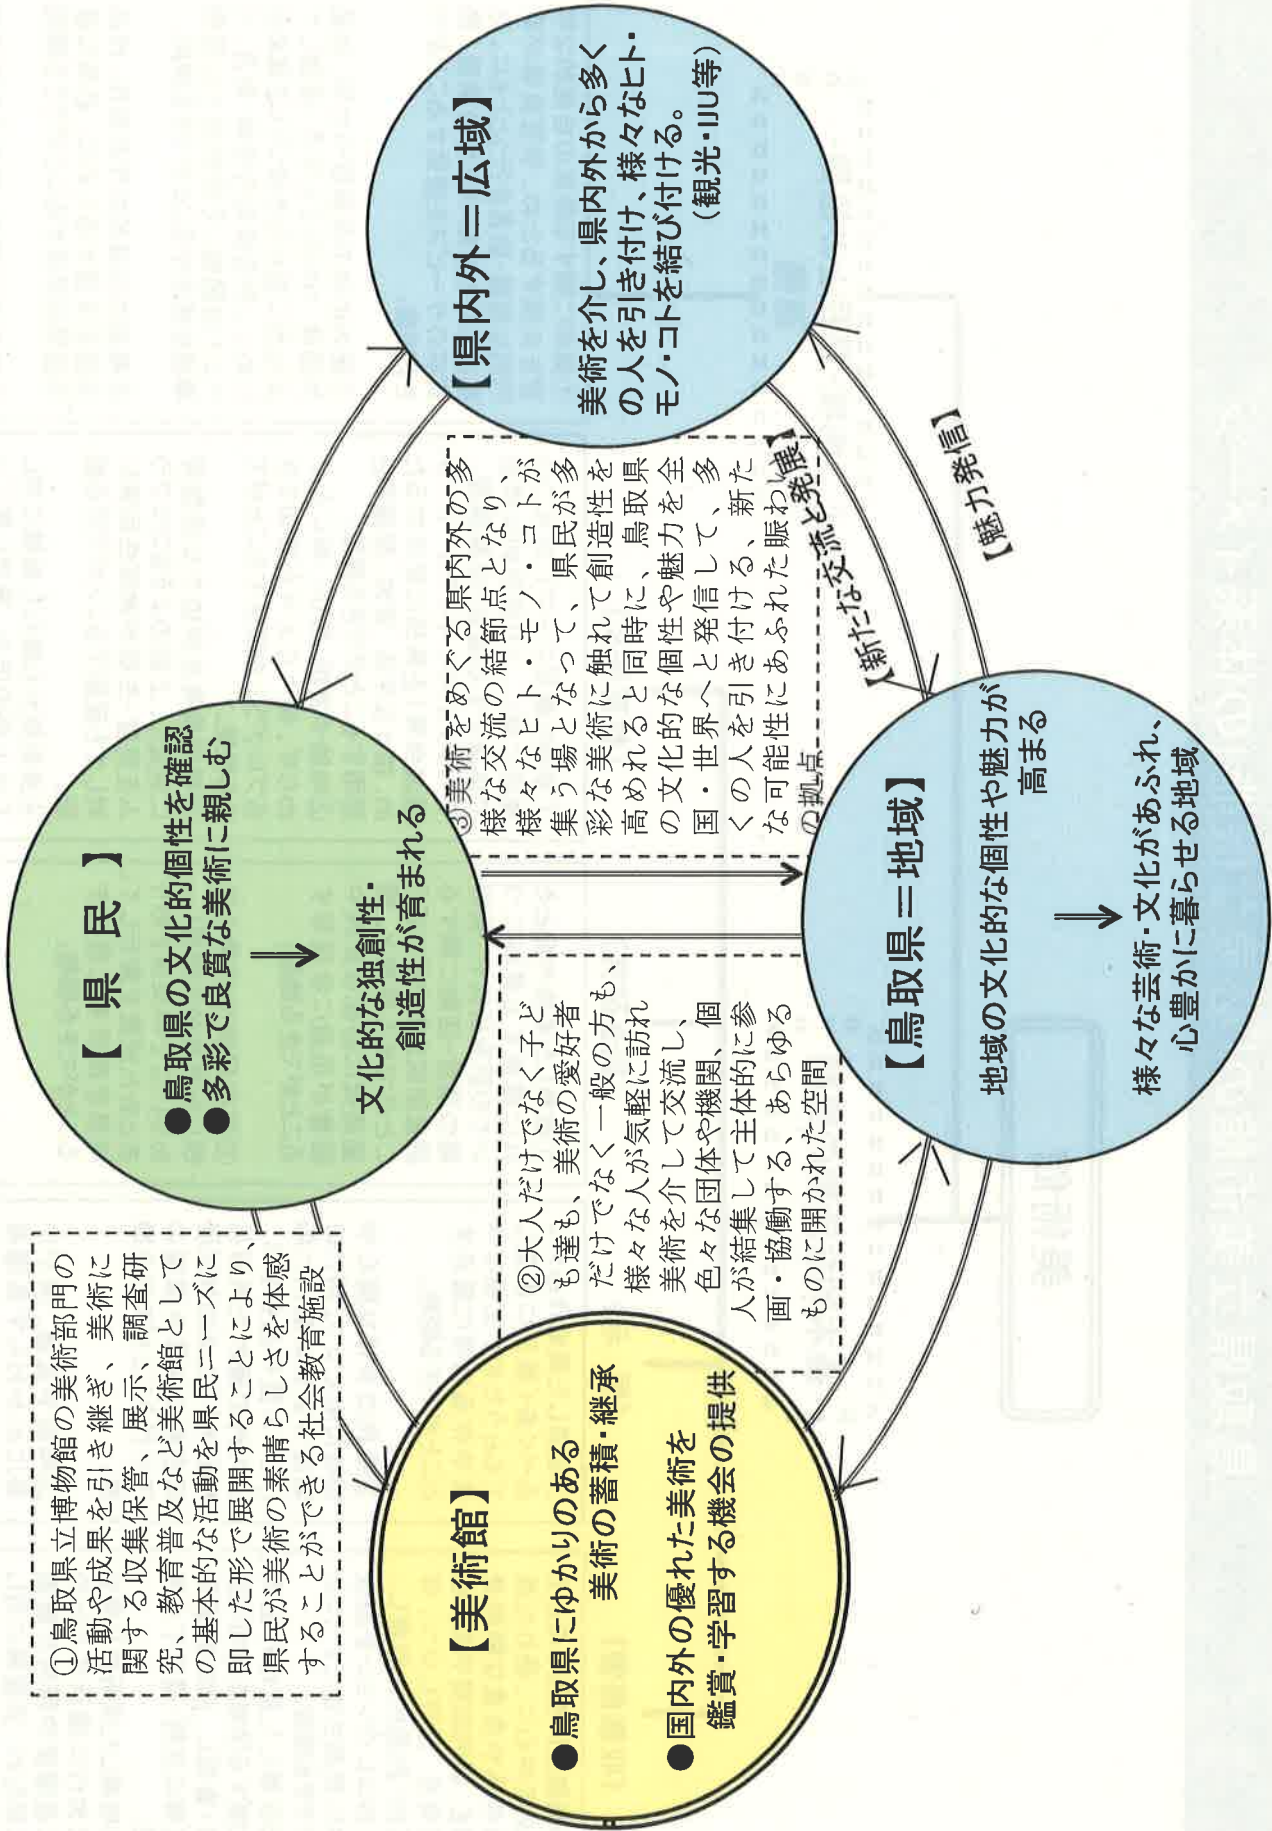 ①鳥取県立博物館の美術部門の
活動や成果を引き継ぎ、美術に
関する収集保管、展示、調査研
究、教育普及など美術館として
の基本的な活動を県民ニーズに
即した形で展開することにより、
県民が美術の素晴らしさを体感
することができる社会教育施設
【 県 民 】
●鳥取県の文化的個性を確認
●多彩で良質な美術に親しむ
文化的な独創性・
創造性が育まれる
【美術館】
●鳥取県にゆかりのある
美術の蓄積・継承
●国内外の優れた美術を
鑑賞・学習する機会の提供
②大人だけでなく子ど
も達も、美術の愛好者
だけでなく一般の方も、
様々な人が気軽に訪れ
美術を介して交流し、
色々な団体や機関、個
人が結集して主体的に参
画・協働する、あらゆる
ものに開かれた空間
③美術をめぐる県内外の多
様な交流の結節点となり、
様々なヒト・モノ・コトが
集う場となって、県民が多
彩な美術に触れて創造性を
高めれると同時に、鳥取県
の文化的な個性や魅力を全
国・世界へと発信して、多
くの人を引き付ける、新た
な可能性にあふれた賑わい
の拠点
【県内外＝広域】
美術を介し、県内外から多く
の人を引き付け、様々なヒト・
モノ・コトを結び付ける。
（観光・IJU等）
【新たな交流と発展】
【魅力発信】
【鳥取県＝地域】
地域の文化的な個性や魅力が
高まる
様々な芸術・文化があふれ、
心豊かに暮らせる地域